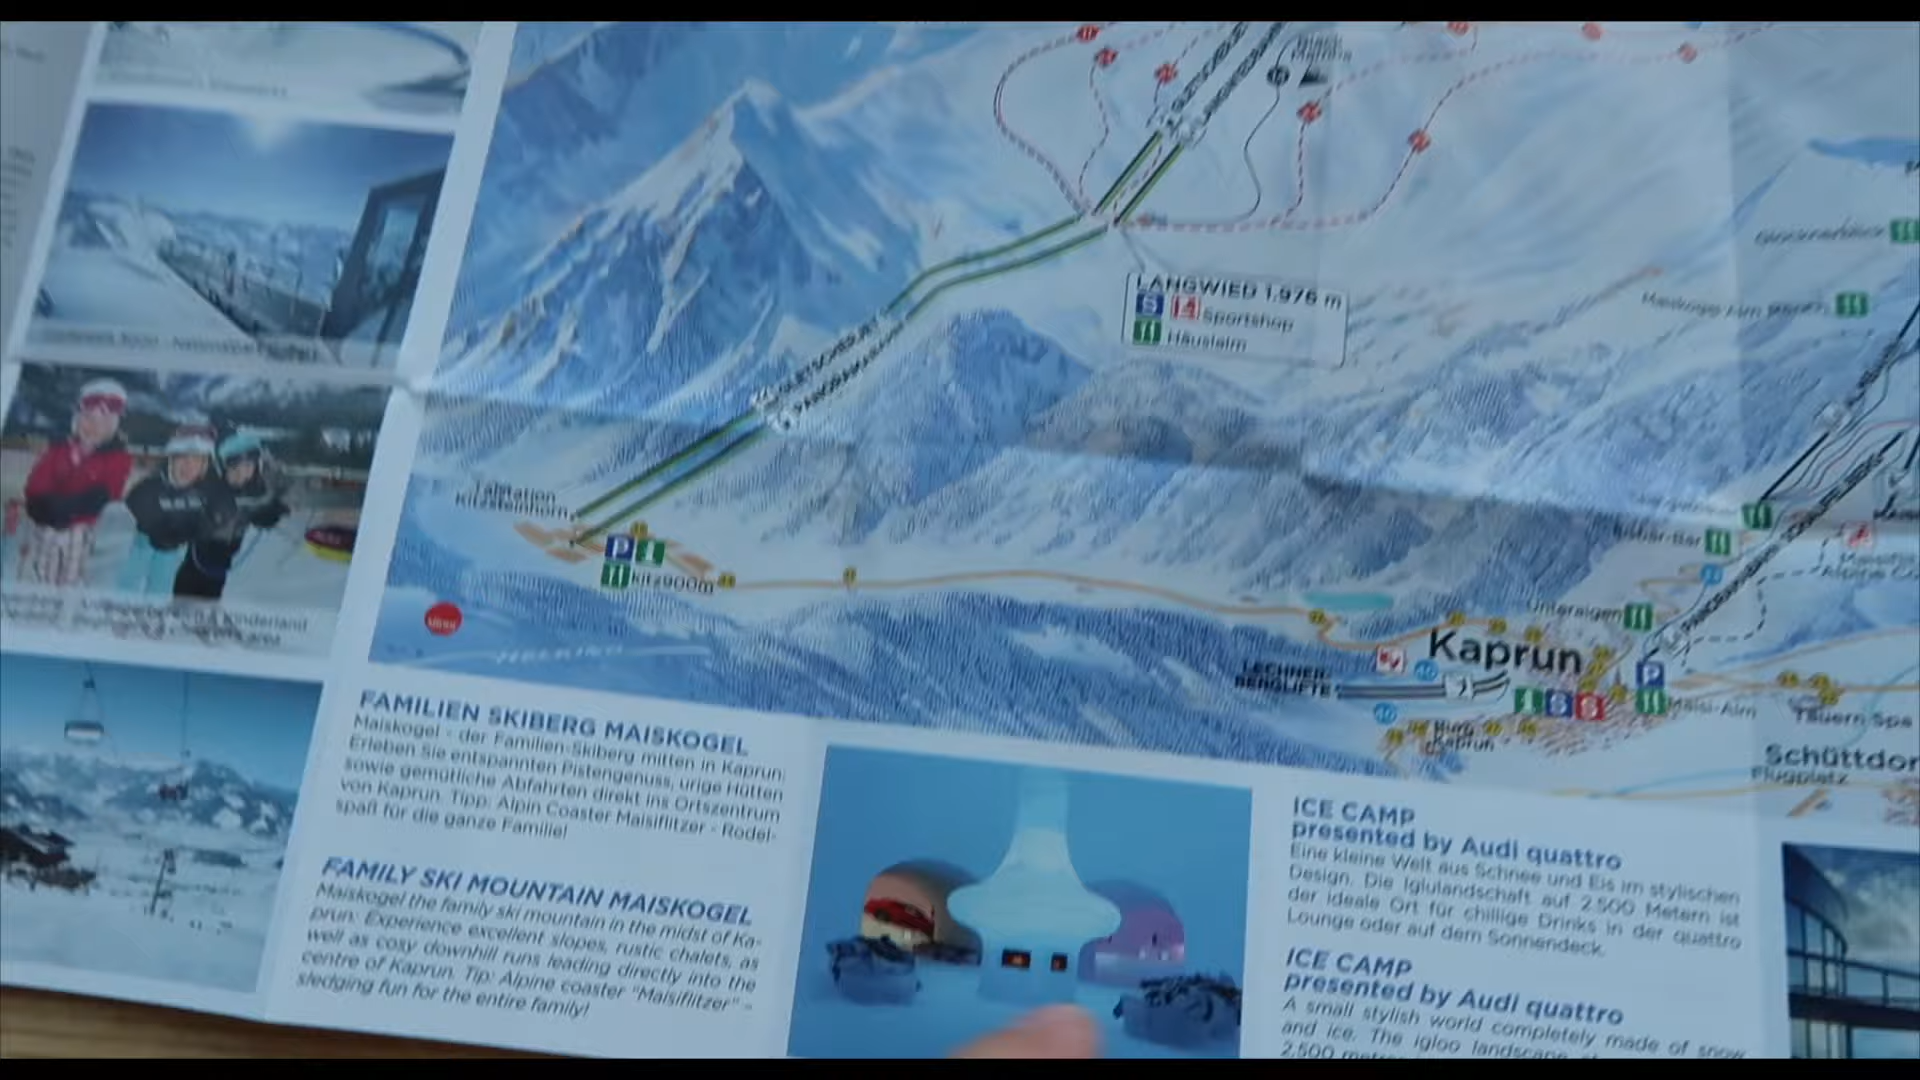 LANGWIED 1.976 m
Sportshop
Häuslalm
GLETSCHERJET
PANORAMA
Talstation
Kitzsteinhorn
P i
kitz900m
Unteraigen
Kaprun
LECHNER-
BERGLIFTE
P
Maisi-Alm
Burg
Kaprun
Tauern Spa
Schüttdor
Flugplatz
FAMILIEN SKIBERG MAISKOGEL
Maiskogel - der Familien-Skiberg mitten in Kaprun:
Erleben Sie entspannten Pistengenuss, urige Hütten
sowie gemütliche Abfahrten direkt ins Ortszentrum
von Kaprun. Tipp: Alpin Coaster Maisiflitzer - Rodel-
spaß für die ganze Familie!
FAMILY SKI MOUNTAIN MAISKOGEL
Maiskogel the family ski mountain in the midst of Ka-
prun: Experience excellent slopes, rustic chalets, as
well as cosy downhill runs leading directly into the
centre of Kaprun. Tip: Alpine coaster "Maisiflitzer" –
sledging fun for the entire family!
ICE CAMP
presented by Audi quattro
Eine kleine Welt aus Schnee und Eis im stylischen
Design. Die Iglulandschaft auf 2.500 Metern ist
der ideale Ort für chillige Drinks in der quattro
Lounge oder auf dem Sonnendeck.
ICE CAMP
presented by Audi quattro
A small stylish world completely made of snow
and ice. The igloo landscape
2,500